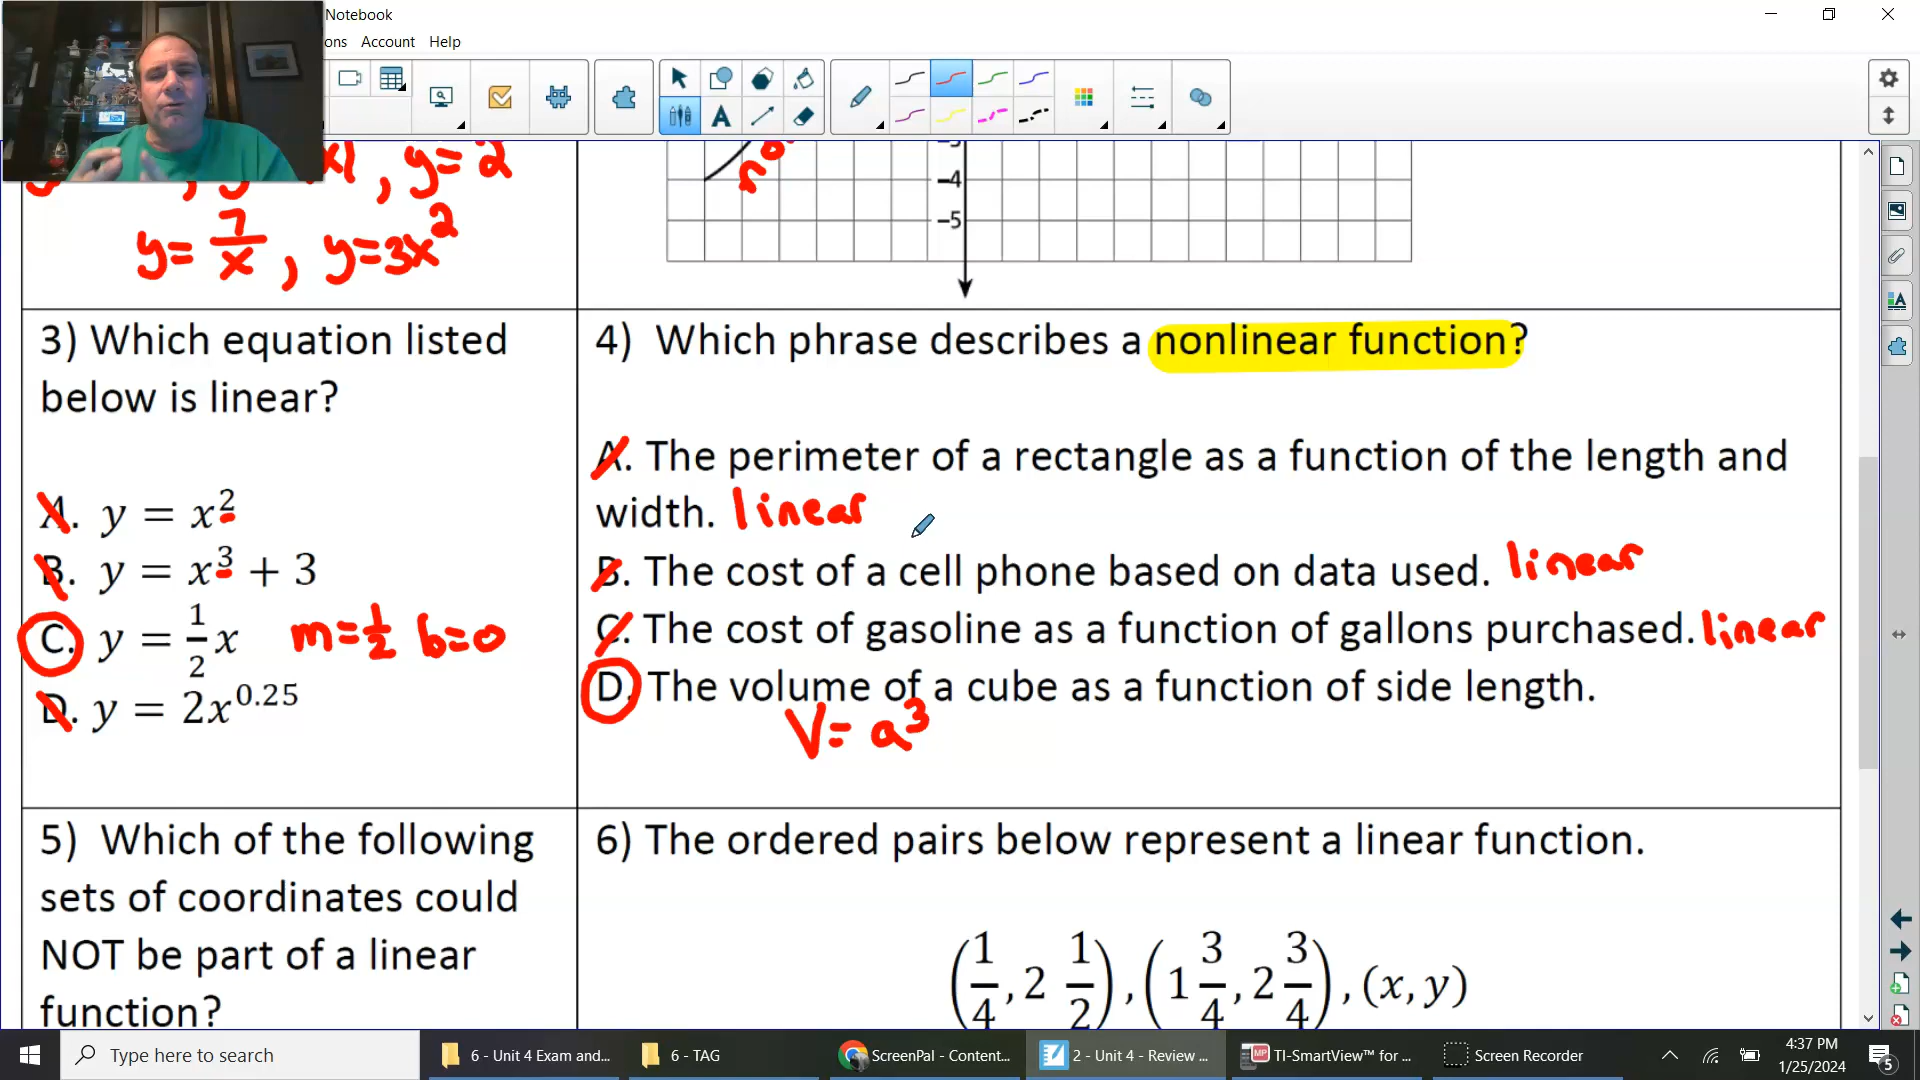 Notebook
ons Account Help
, y=2
y= 7/x , y=3x²
-4
-5
3) Which equation listed
below is linear?
A. y = x²
B. y = x³ + 3
C. y = 1/2 x m=1/2 b=0
D. y = 2x^0.25
4) Which phrase describes a nonlinear function?
A. The perimeter of a rectangle as a function of the length and
width. linear
B. The cost of a cell phone based on data used. linear
C. The cost of gasoline as a function of gallons purchased. linear
D. The volume of a cube as a function of side length.
V= a³
5) Which of the following
sets of coordinates could
NOT be part of a linear
function?
6) The ordered pairs below represent a linear function.
(1/4, 2 1/2), (1 3/4, 2 3/4), (x, y)
Type here to search
6 - Unit 4 Exam and...
6 - TAG
ScreenPal - Content...
2 - Unit 4 - Review ...
TI-SmartView™ for ...
Screen Recorder
4:37 PM
1/25/2024
5